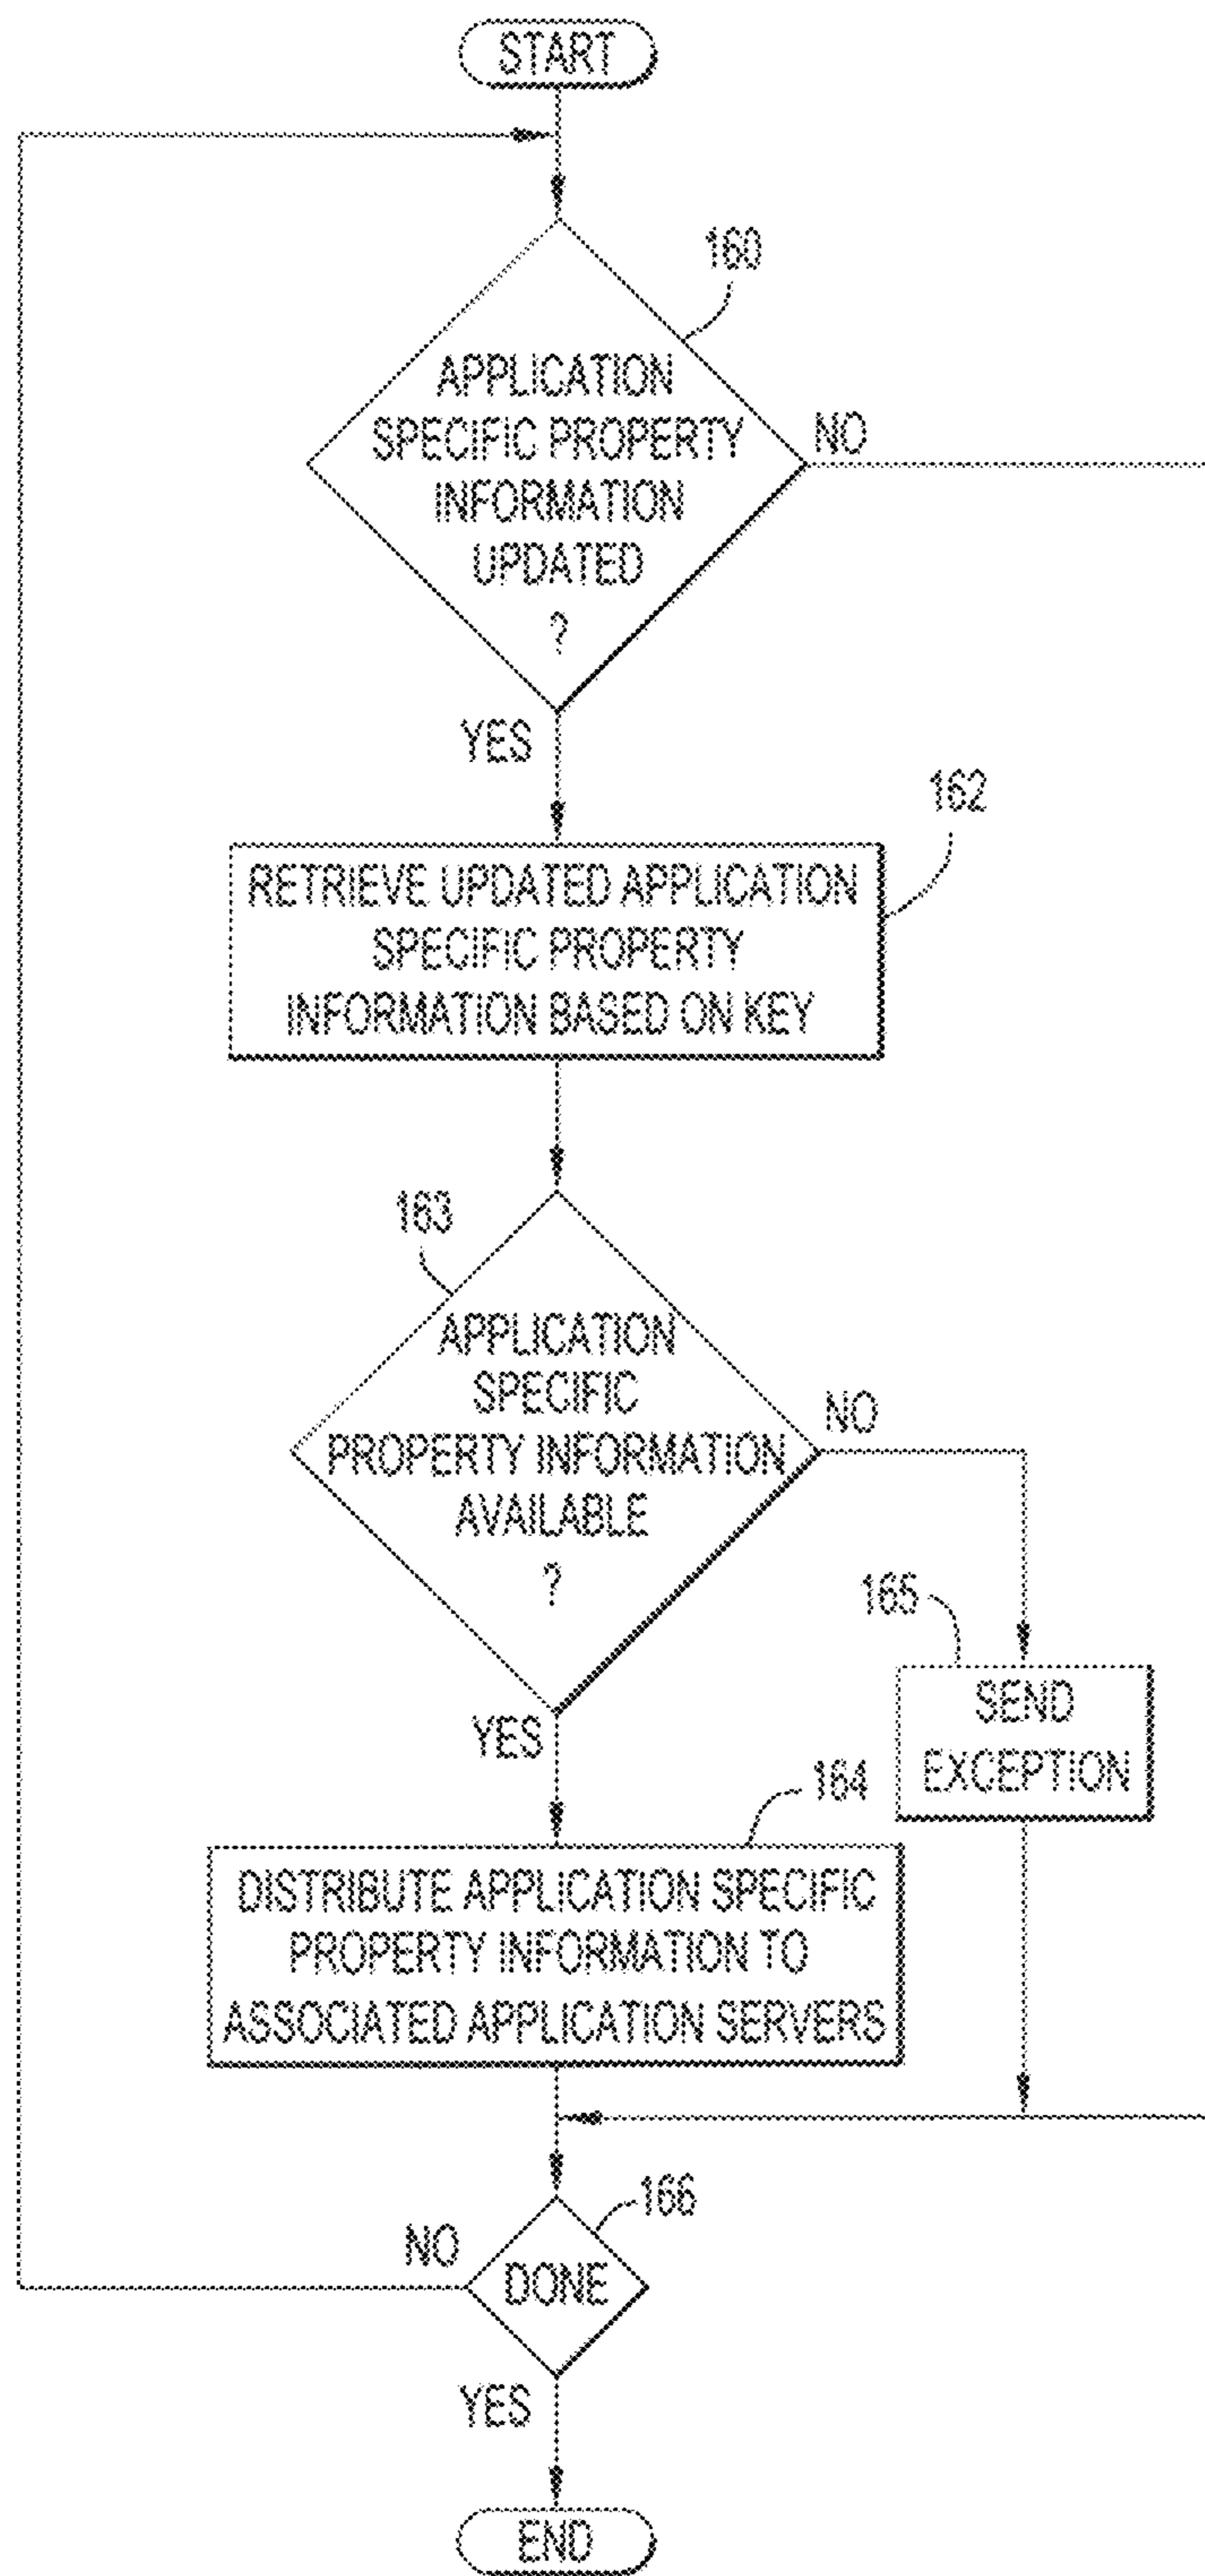 START
160
APPLICATION
SPECIFIC PROPERTY
INFORMATION
UPDATED
?
NO
YES
162
RETRIEVE UPDATED APPLICATION
SPECIFIC PROPERTY
INFORMATION BASED ON KEY
163
APPLICATION
SPECIFIC
PROPERTY INFORMATION
AVAILABLE
?
NO
YES
165
SEND
EXCEPTION
164
DISTRIBUTE APPLICATION SPECIFIC
PROPERTY INFORMATION TO
ASSOCIATED APPLICATION SERVERS
166
NO
DONE
YES
END